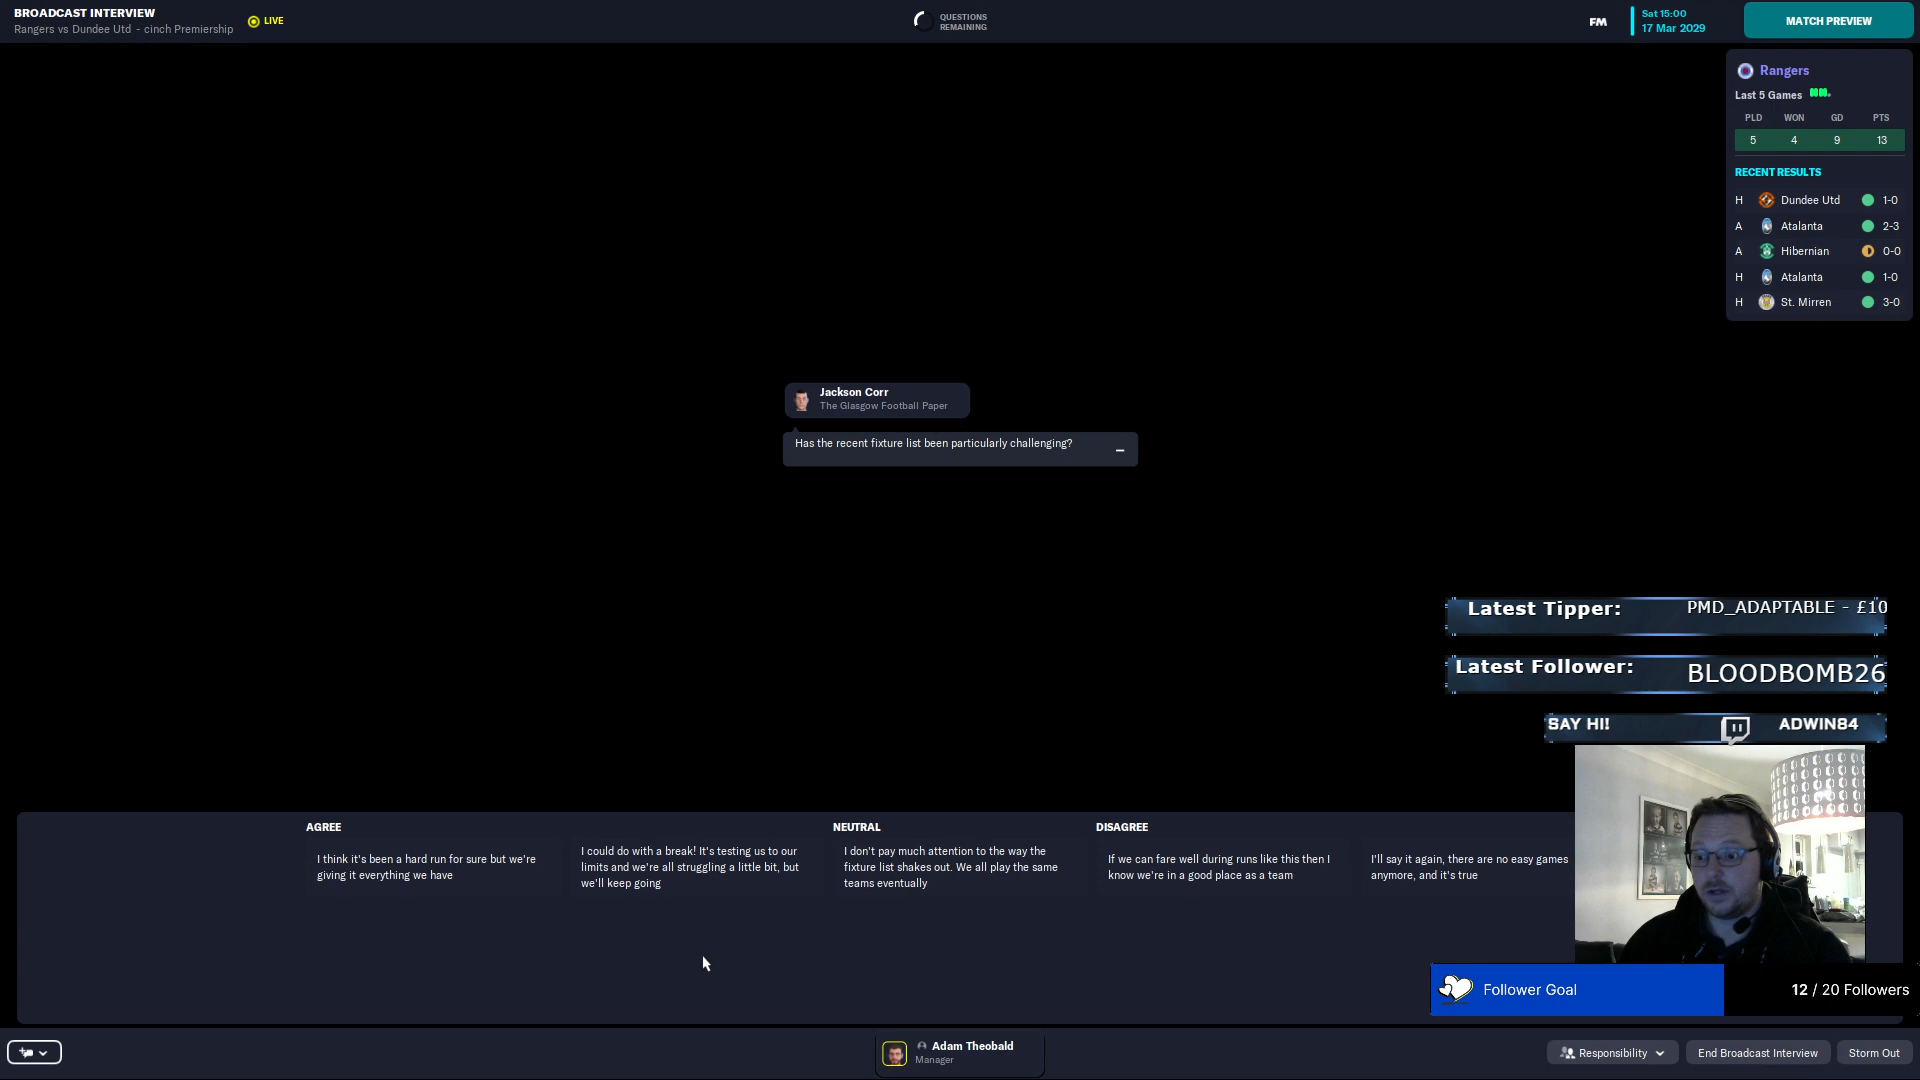 BROADCAST INTERVIEW
Rangers vs Dundee Utd - cinch Premiership
LIVE
QUESTIONS
REMAINING
FM
Sat 15:00
17 Mar 2029
MATCH PREVIEW
Rangers
Last 5 Games
PLD WON GD PTS
5 4 9 13
RECENT RESULTS
H Dundee Utd 1-0
A Atalanta 2-3
A Hibernian 0-0
H Atalanta 1-0
H St. Mirren 3-0
Jackson Corr
The Glasgow Football Paper
Has the recent fixture list been particularly challenging?
Latest Tipper: PMD_ADAPTABLE - £10
Latest Follower: BLOODBOMB26
SAY HI! ADWIN84
AGREE
I think it's been a hard run for sure but we're
giving it everything we have
I could do with a break! It's testing us to our
limits and we're all struggling a little bit, but
we'll keep going
NEUTRAL
I don't pay much attention to the way the
fixture list shakes out. We all play the same
teams eventually
DISAGREE
If we can fare well during runs like this then I
know we're in a good place as a team
I'll say it again, there are no easy games
anymore, and it's true
Follower Goal
12 / 20 Followers
Adam Theobald
Manager
Responsibility
End Broadcast Interview
Storm Out